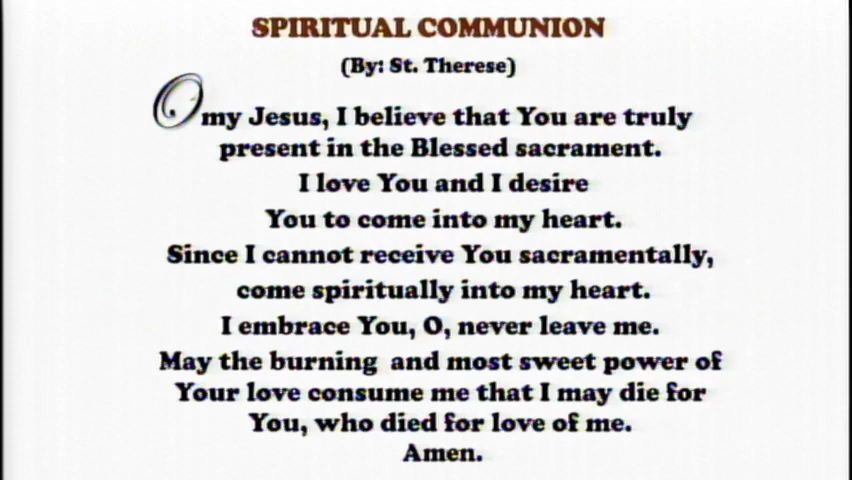 SPIRITUAL COMMUNION
(By: St. Therese)
O my Jesus, I believe that You are truly
present in the Blessed sacrament.
I love You and I desire
You to come into my heart.
Since I cannot receive You sacramentally,
come spiritually into my heart.
I embrace You, O, never leave me.
May the burning and most sweet power of
Your love consume me that I may die for
You, who died for love of me.
Amen.